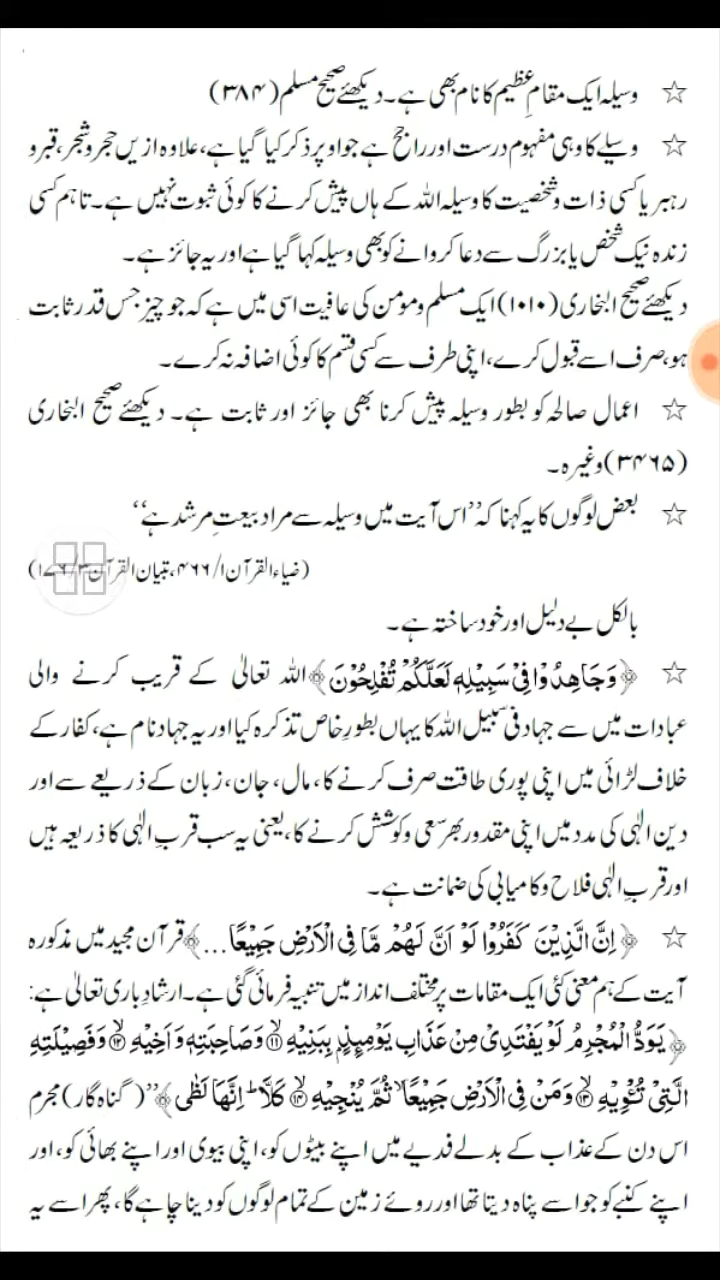 ☆ وسیلہ ایک مقامِ عظیم کا نام بھی ہے۔ دیکھئے صحیح مسلم (۳۸۴)
☆ وسیلے کا وہی مفہوم درست اور راجح ہے جو اوپر ذکر کیا گیا ہے، علاوہ ازیں حجر و شجر، قبر و
رہبر یا کسی ذات و شخصیت کا وسیلہ اللہ کے ہاں پیش کرنے کا کوئی ثبوت نہیں ہے۔ تاہم کسی
زندہ نیک شخص یا بزرگ سے دعا کروانے کو بھی وسیلہ کہا گیا ہے اور یہ جائز ہے۔
دیکھئے صحیح البخاری (۱۰۱۰) ایک مسلم و مومن کی عافیت اسی میں ہے کہ جو چیز جس قدر ثابت
ہو، صرف اسے قبول کرے، اپنی طرف سے کسی قسم کا کوئی اضافہ نہ کرے۔
☆ اعمال صالحہ کو بطور وسیلہ پیش کرنا بھی جائز اور ثابت ہے۔ دیکھئے صحیح البخاری
(۳۴۶۵) وغیرہ۔
☆ بعض لوگوں کا یہ کہنا کہ ’’اس آیت میں وسیلہ سے مراد بیعتِ مرشد ہے‘‘
(ضیاء القرآن ۱/ ۴۶۶، تبیان القرآن ۳/ ۱۷۶)
بالکل بے دلیل اور خود ساختہ ہے۔
☆ ﴿وَجَاهِدُوْا فِیْ سَبِیْلِهٖ لَعَلَّكُمْ تُفْلِحُوْنَ﴾ اللہ تعالیٰ کے قریب کرنے والی
عبادات میں سے جہاد فی سبیل اللہ کا یہاں بطورِ خاص تذکرہ کیا اور یہ جہاد نام ہے، کفار کے
خلاف لڑائی میں اپنی پوری طاقت صرف کرنے کا، مال، جان، زبان کے ذریعے سے اور
دین الٰہی کی مدد میں اپنی مقدور بھر سعی و کوشش کرنے کا، یعنی یہ سب قربِ الٰہی کا ذریعہ ہیں
اور قربِ الٰہی فلاح و کامیابی کی ضمانت ہے۔
☆ ﴿اِنَّ الَّذِیْنَ كَفَرُوْا لَوْ اَنَّ لَهُمْ مَّا فِی الْاَرْضِ جَمِیْعًا...﴾ قرآن مجید میں مذکورہ
آیت کے ہم معنی کئی ایک مقامات پر مختلف انداز میں تنبیہ فرمائی گئی ہے۔ ارشادِ باری تعالیٰ ہے:
﴿یَوَدُّ الْمُجْرِمُ لَوْ یَفْتَدِیْ مِنْ عَذَابِ یَوْمِىِٕذٍۭ بِبَنِیْهِ ۝۱۱ وَصَاحِبَتِهٖ وَاَخِیْهِ ۝۱۲ وَفَصِیْلَتِهِ
الَّتِیْ تُــْٔوِیْهِ ۝۱۳ وَمَنْ فِی الْاَرْضِ جَمِیْعًا ۙ ثُمَّ یُنْجِیْهِ ۝۱۴ كَلَّا ؕ اِنَّهَا لَظٰى﴾ ’’(گناہ گار) مجرم
اس دن کے عذاب کے بدلے فدیے میں اپنے بیٹوں کو، اپنی بیوی اور اپنے بھائی کو، اور
اپنے کنبے کو جو اسے پناہ دیتا تھا اور روئے زمین کے تمام لوگوں کو دینا چاہے گا، پھر اسے یہ